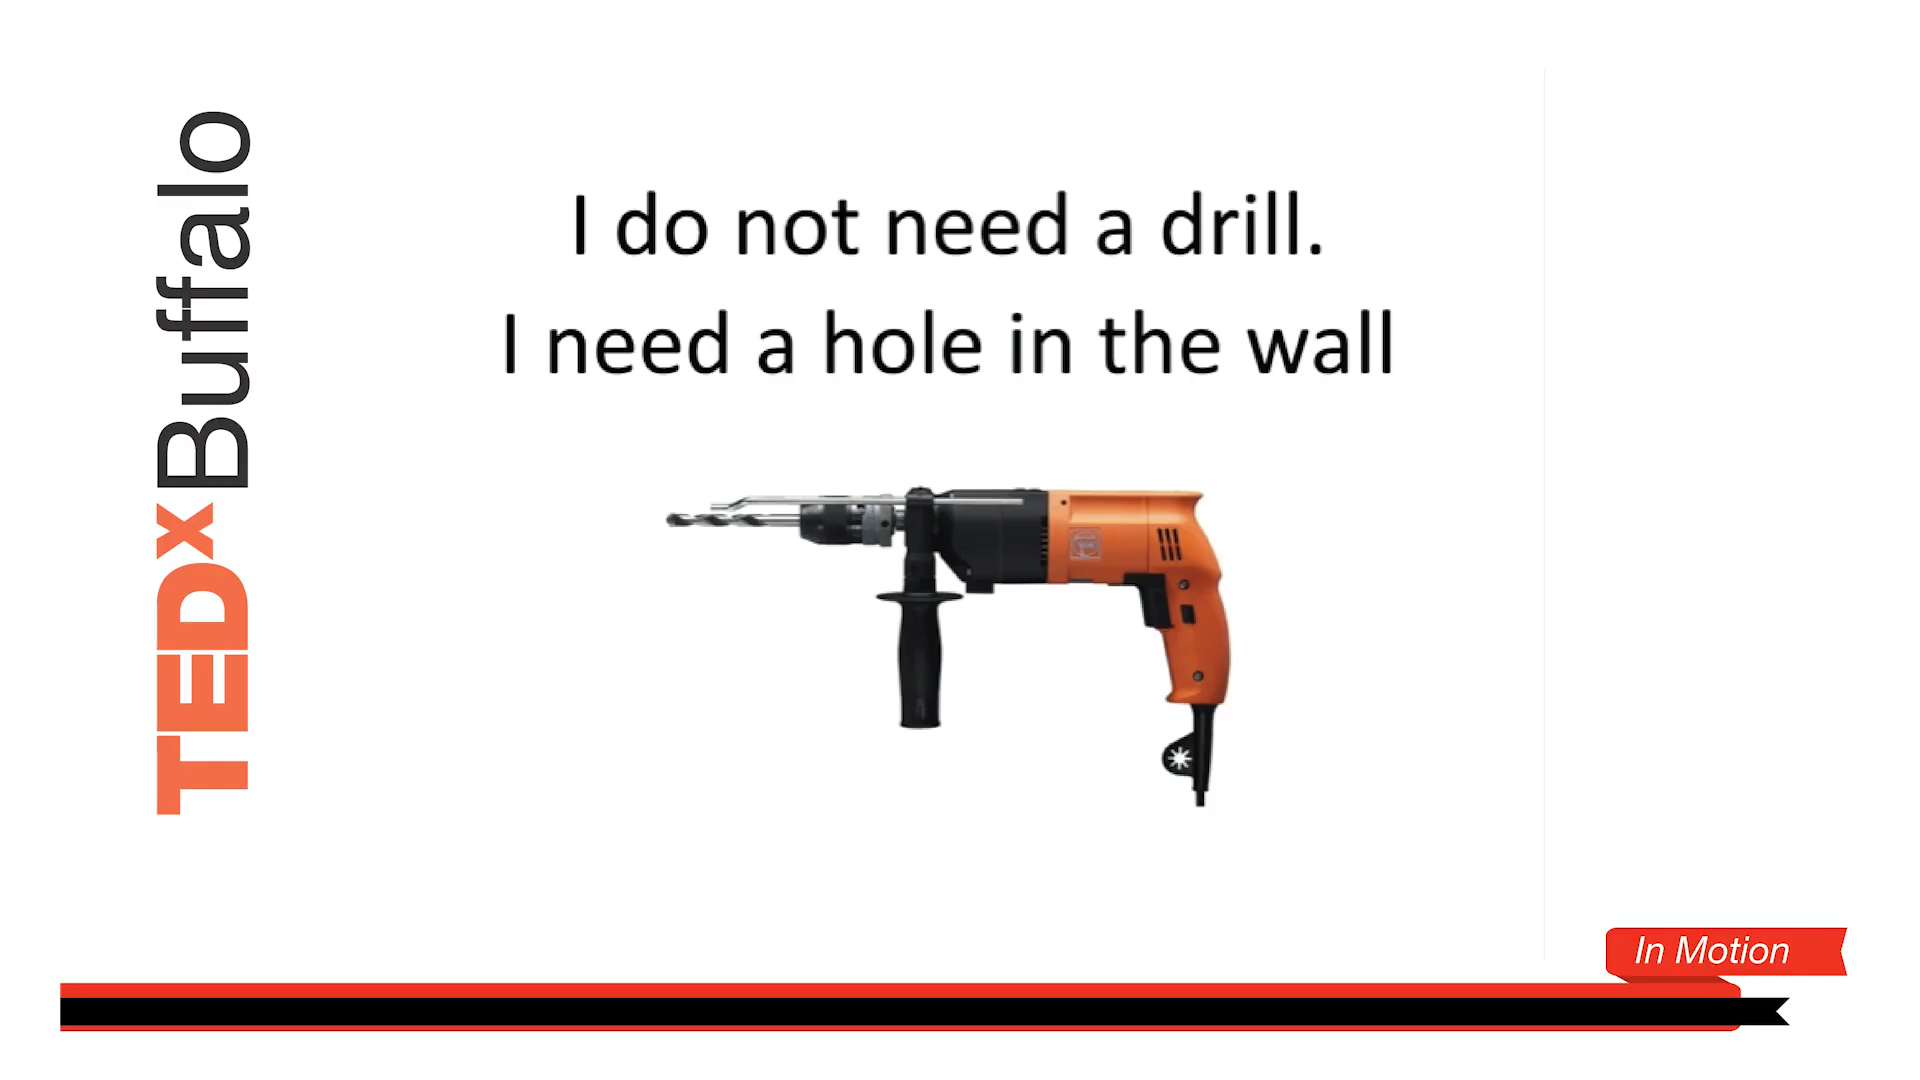 TEDxBuffalo
I do not need a drill.
I need a hole in the wall
In Motion